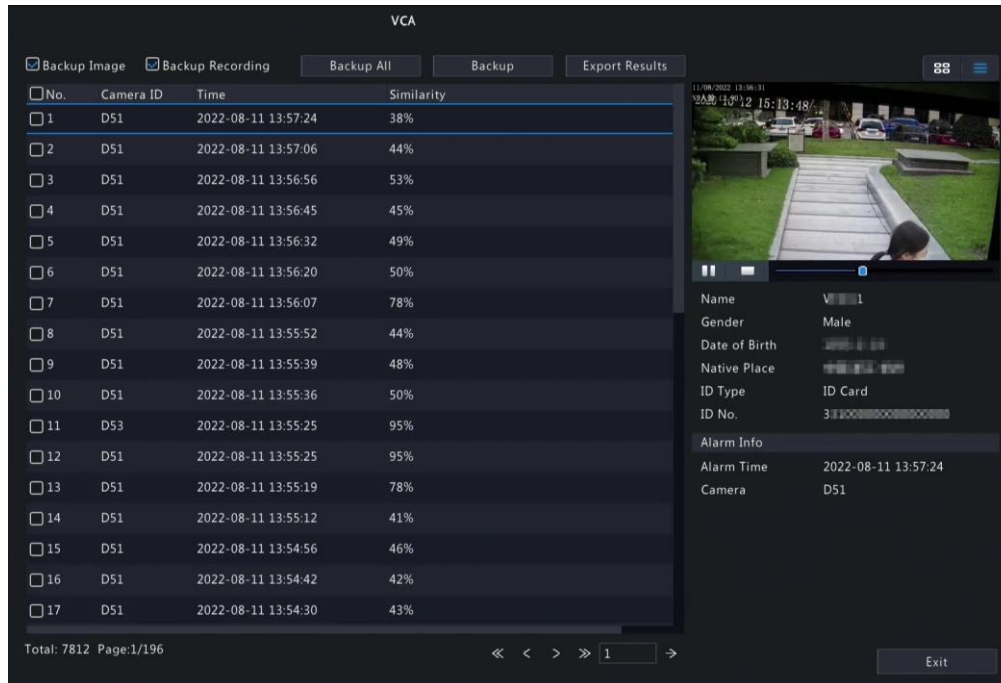 VCA
Backup Image Backup Recording Backup All Backup Export Results
No. Camera ID Time Similarity
1 D51 2022-08-11 13:57:24 38%
2 D51 2022-08-11 13:57:06 44%
3 D51 2022-08-11 13:56:56 53%
4 D51 2022-08-11 13:56:45 45%
5 D51 2022-08-11 13:56:32 49%
6 D51 2022-08-11 13:56:20 50%
7 D51 2022-08-11 13:56:07 78%
8 D51 2022-08-11 13:55:52 44%
9 D51 2022-08-11 13:55:39 48%
10 D51 2022-08-11 13:55:36 50%
11 D53 2022-08-11 13:55:25 95%
12 D51 2022-08-11 13:55:25 95%
13 D51 2022-08-11 13:55:19 78%
14 D51 2022-08-11 13:55:12 41%
15 D51 2022-08-11 13:54:56 46%
16 D51 2022-08-11 13:54:42 42%
17 D51 2022-08-11 13:54:30 43%
Total: 7812 Page:1/196
1
11/08/2022 13:56:31
15:13:48
Name
Gender Male
Date of Birth
Native Place
ID Type ID Card
ID No.
Alarm Info
Alarm Time 2022-08-11 13:57:24
Camera D51
Exit